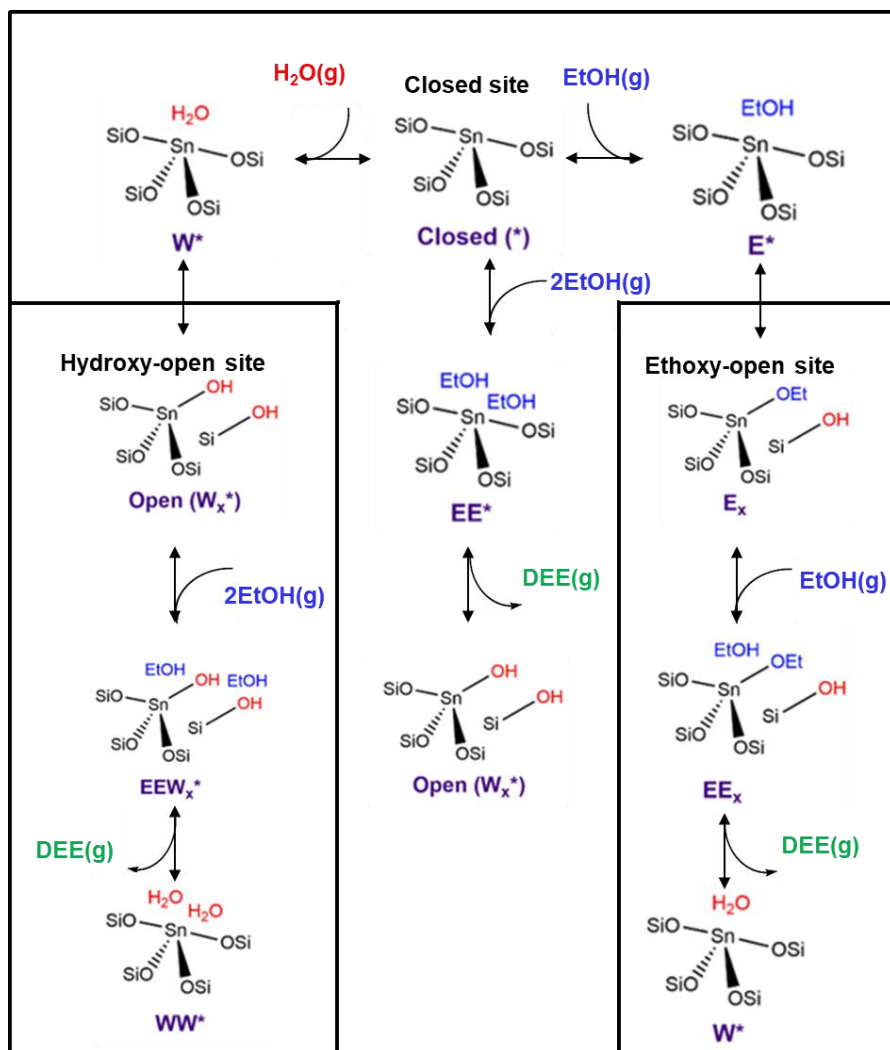 H₂O(g)
Closed site
EtOH(g)
H₂O
SiO
Sn
OSi
SiO
OSi
W*
SiO
Sn
OSi
SiO
OSi
Closed (*)
EtOH
SiO
Sn
OSi
SiO
OSi
E*
2EtOH(g)
Hydroxy-open site
OH
SiO
Sn
OH
Si
SiO
OSi
Open (Wₓ*)
EtOH
EtOH
SiO
Sn
OSi
SiO
OSi
EE*
Ethoxy-open site
OEt
SiO
Sn
OH
Si
SiO
OSi
Eₓ
2EtOH(g)
DEE(g)
EtOH(g)
EtOH
OH
EtOH
SiO
Sn
OH
Si
SiO
OSi
EEWₓ*
OH
SiO
Sn
OH
Si
SiO
OSi
Open (Wₓ*)
EtOH
OEt
SiO
Sn
OH
Si
SiO
OSi
EEₓ
DEE(g)
DEE(g)
H₂O
H₂O
SiO
Sn
OSi
SiO
OSi
WW*
H₂O
SiO
Sn
OSi
SiO
OSi
W*